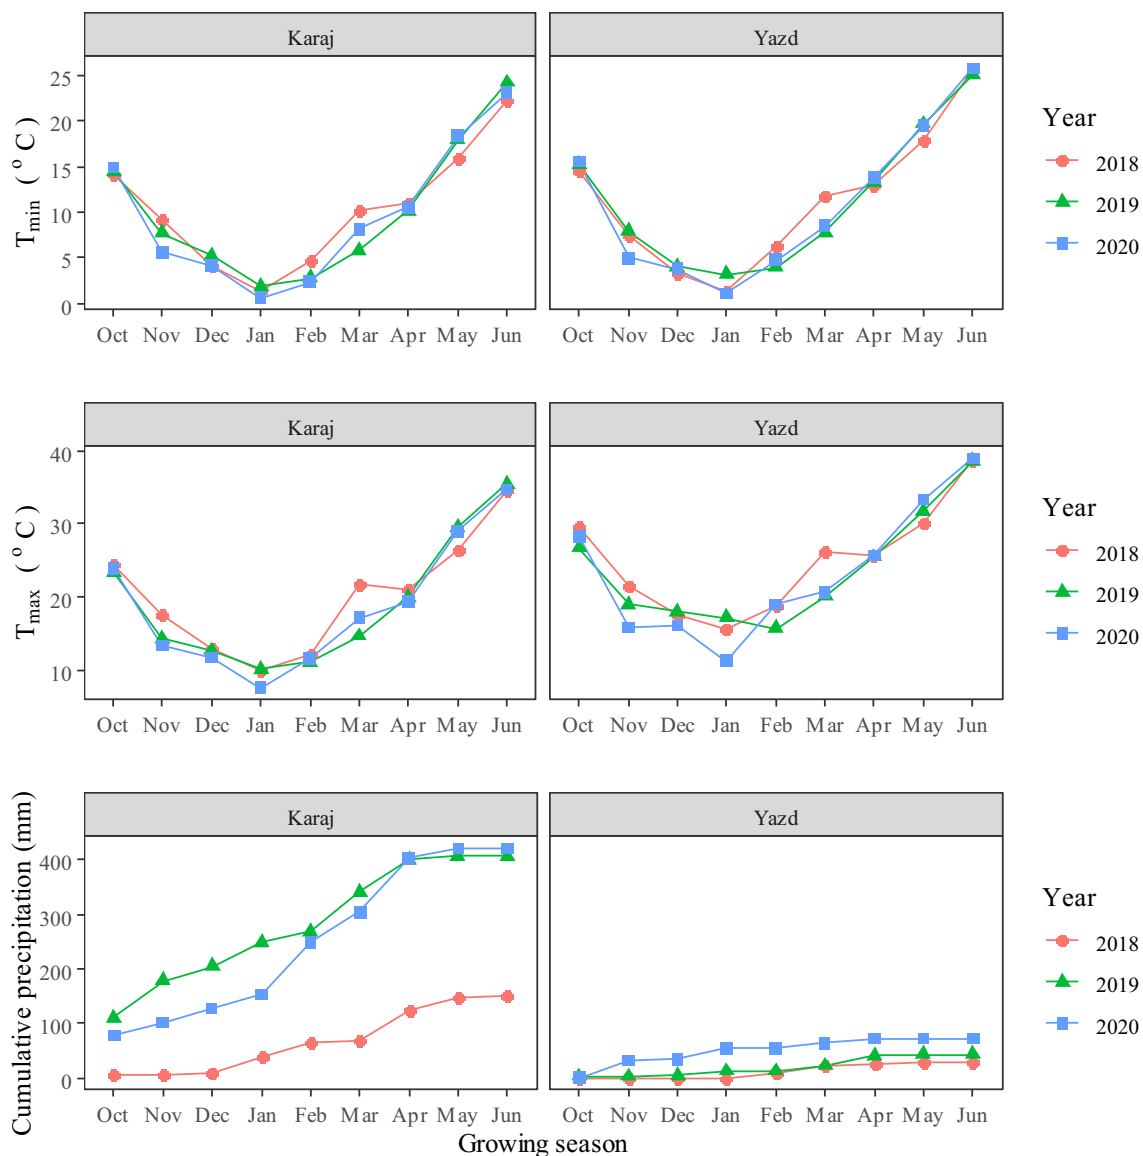 Karaj
Yazd
T_min ( ° C )
25
20
15
10
5
0
Oct Nov Dec Jan Feb Mar Apr May Jun
Oct Nov Dec Jan Feb Mar Apr May Jun
Year
2018
2019
2020
Karaj
Yazd
T_max ( ° C )
40
30
20
10
Oct Nov Dec Jan Feb Mar Apr May Jun
Oct Nov Dec Jan Feb Mar Apr May Jun
Year
2018
2019
2020
Karaj
Yazd
Cumulative precipitation (mm)
400
300
200
100
0
Oct Nov Dec Jan Feb Mar Apr May Jun
Oct Nov Dec Jan Feb Mar Apr May Jun
Growing season
Year
2018
2019
2020